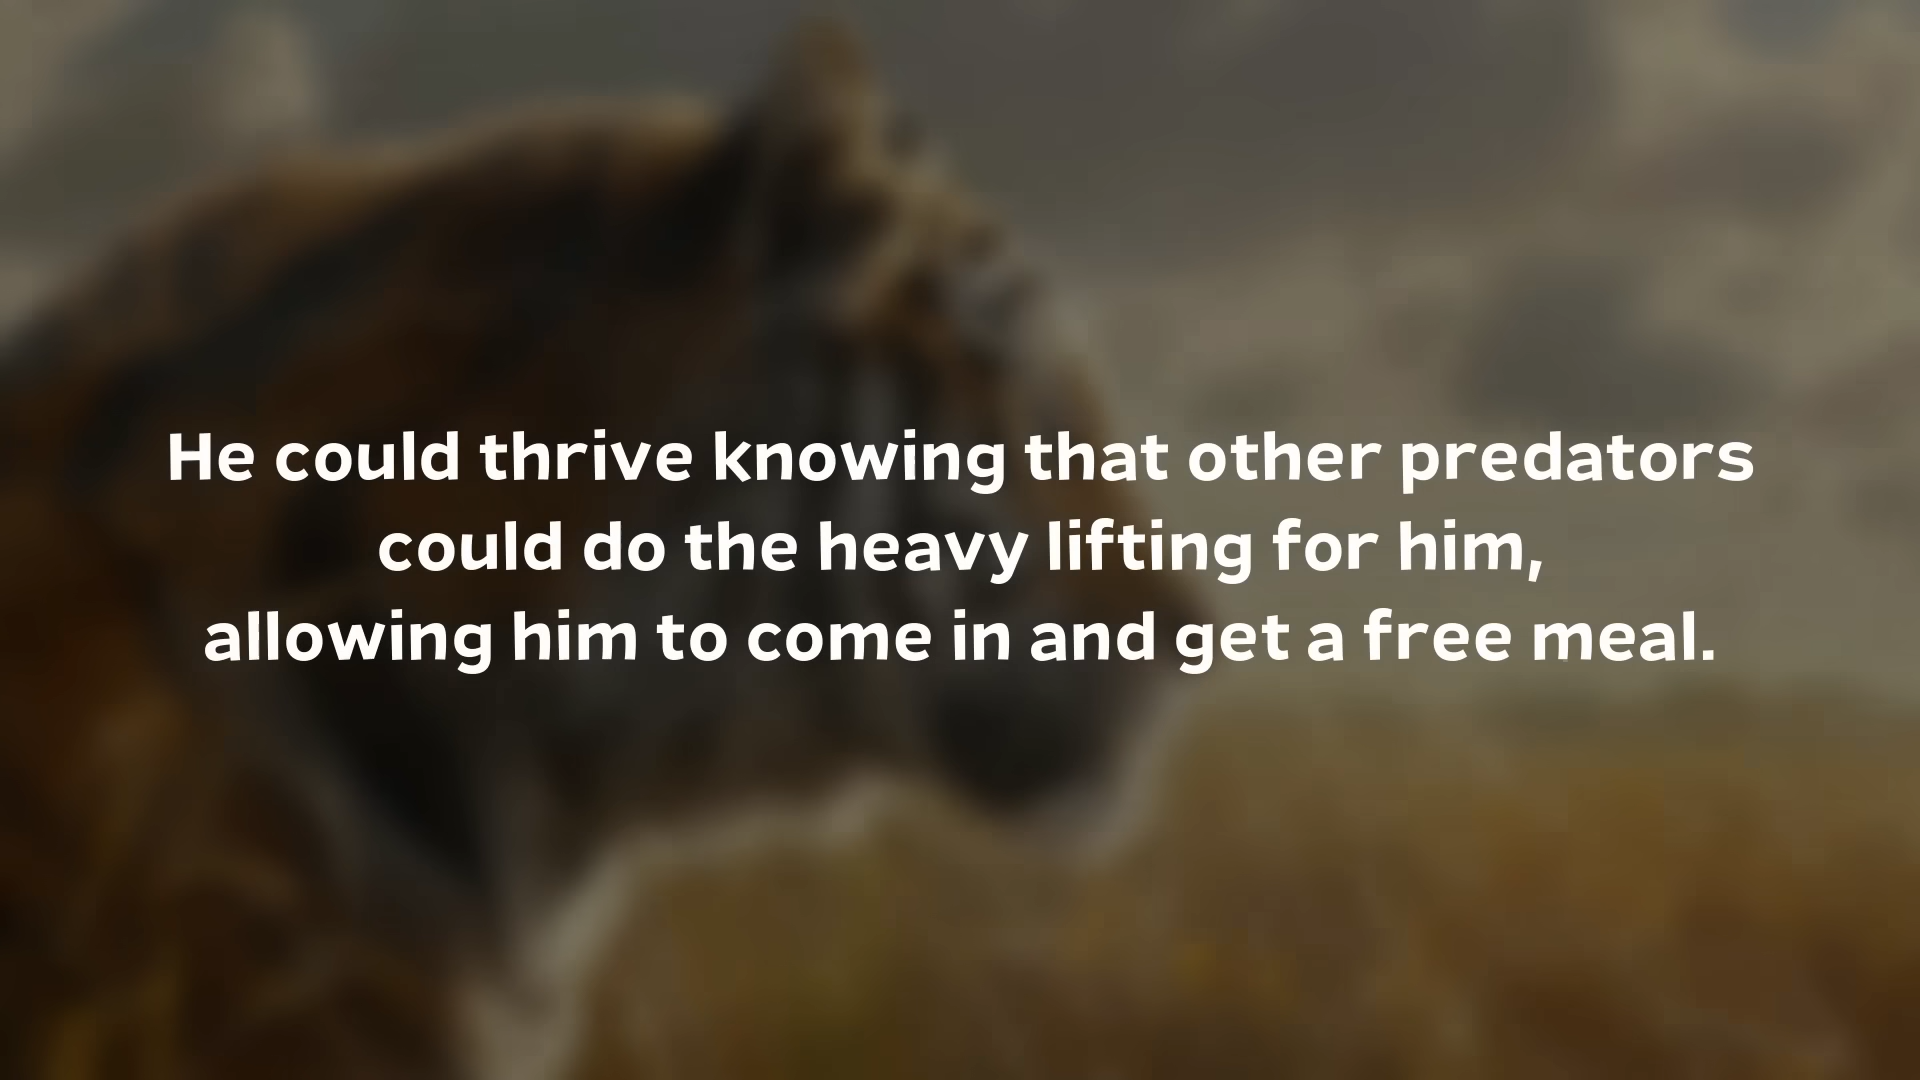 He could thrive knowing that other predators
could do the heavy lifting for him,
allowing him to come in and get a free meal.